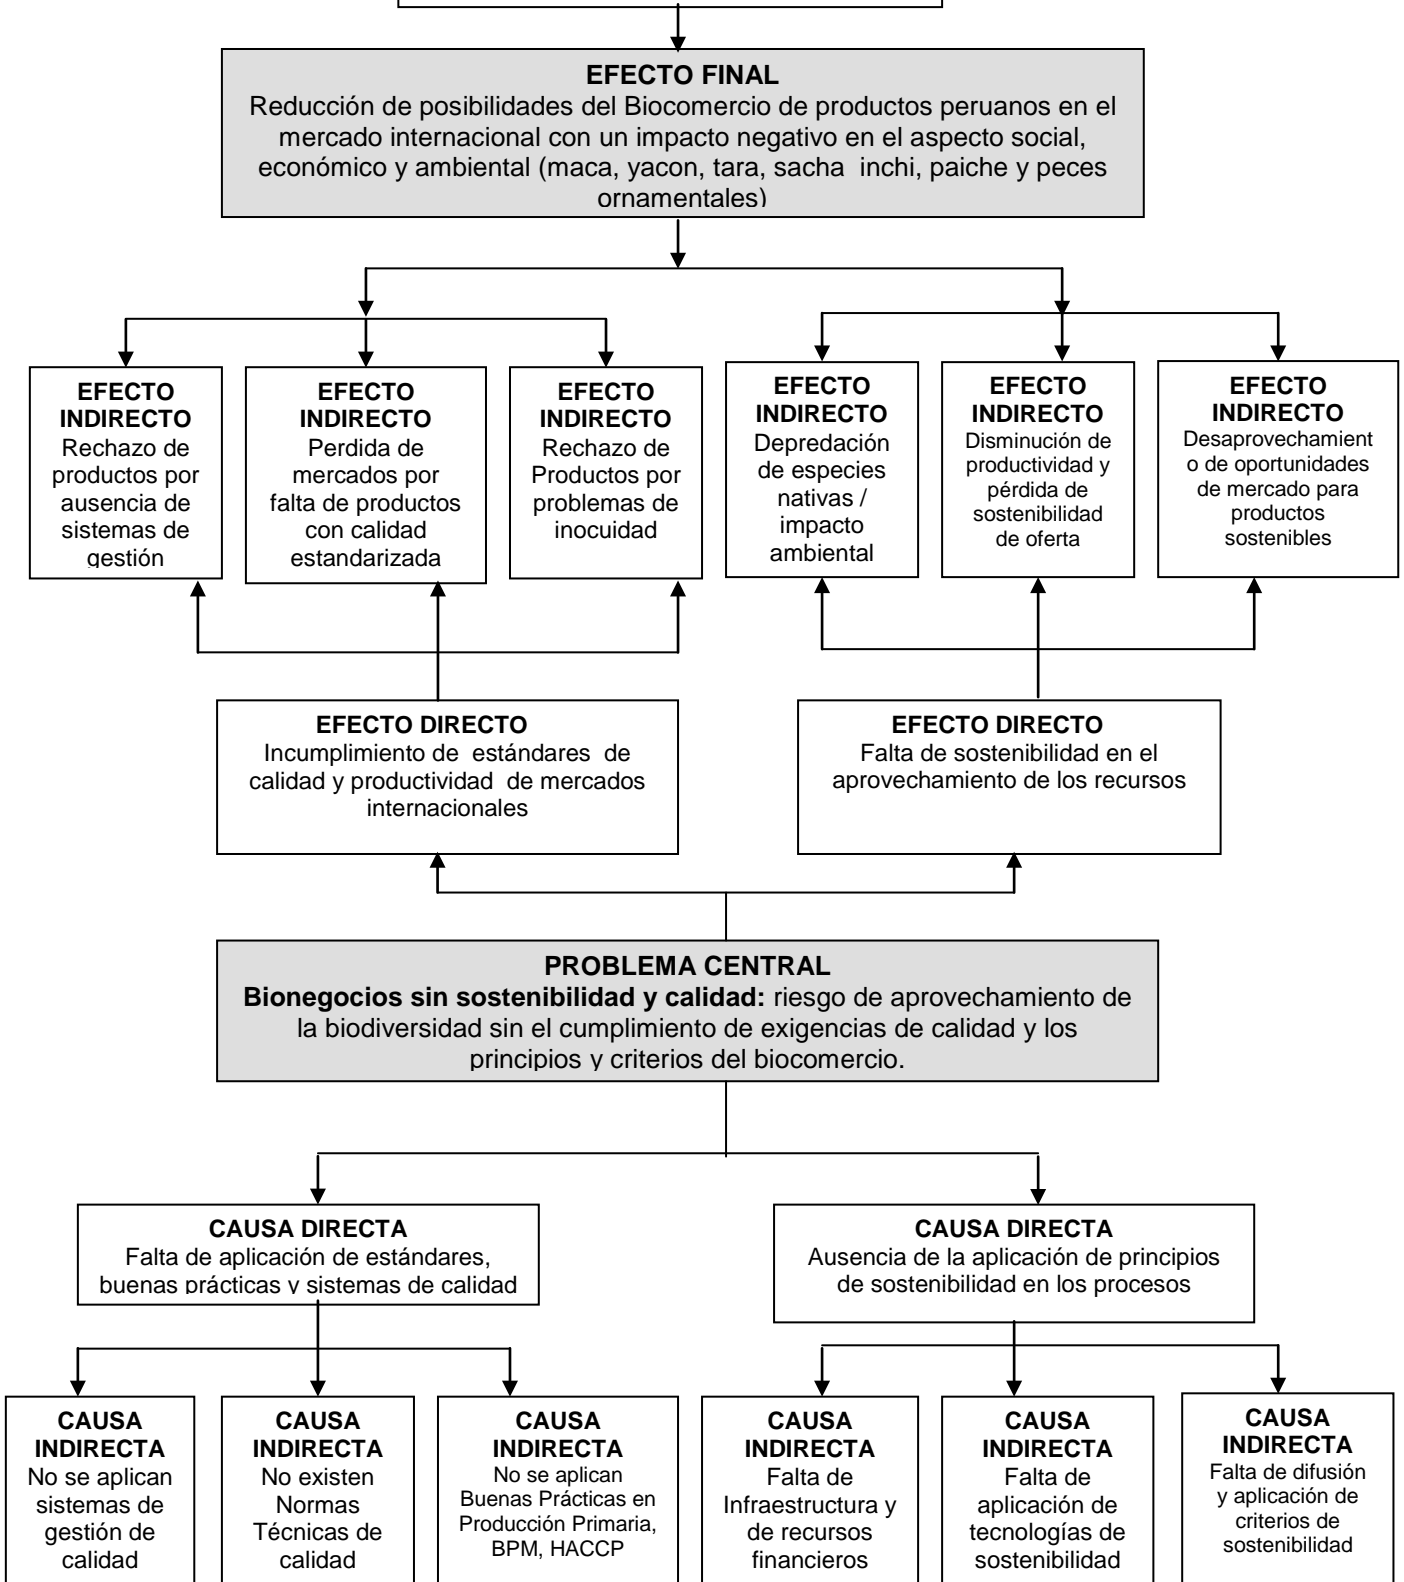 EFECTO FINAL
Reducción de posibilidades del Biocomercio de productos peruanos en el
mercado internacional con un impacto negativo en el aspecto social,
económico y ambiental (maca, yacon, tara, sacha inchi, paiche y peces
ornamentales)
EFECTO
INDIRECTO
Rechazo de
productos por
ausencia de
sistemas de
gestión
EFECTO
INDIRECTO
Perdida de
mercados por
falta de productos
con calidad
estandarizada
EFECTO
INDIRECTO
Rechazo de
Productos por
problemas de
inocuidad
EFECTO
INDIRECTO
Depredación
de especies
nativas /
impacto
ambiental
EFECTO
INDIRECTO
Disminución de
productividad y
pérdida de
sostenibilidad
de oferta
EFECTO
INDIRECTO
Desaprovechamient
o de oportunidades
de mercado para
productos
sostenibles
EFECTO DIRECTO
Incumplimiento de estándares de
calidad y productividad de mercados
internacionales
EFECTO DIRECTO
Falta de sostenibilidad en el
aprovechamiento de los recursos
PROBLEMA CENTRAL
Bionegocios sin sostenibilidad y calidad: riesgo de aprovechamiento de
la biodiversidad sin el cumplimiento de exigencias de calidad y los
principios y criterios del biocomercio.
CAUSA DIRECTA
Falta de aplicación de estándares,
buenas prácticas y sistemas de calidad
CAUSA DIRECTA
Ausencia de la aplicación de principios
de sostenibilidad en los procesos
CAUSA
INDIRECTA
No se aplican
sistemas de
gestión de
calidad
CAUSA
INDIRECTA
No existen
Normas
Técnicas de
calidad
CAUSA
INDIRECTA
No se aplican
Buenas Prácticas en
Producción Primaria,
BPM, HACCP
CAUSA
INDIRECTA
Falta de
Infraestructura y
de recursos
financieros
CAUSA
INDIRECTA
Falta de
aplicación de
tecnologías de
sostenibilidad
CAUSA
INDIRECTA
Falta de difusión
y aplicación de
criterios de
sostenibilidad